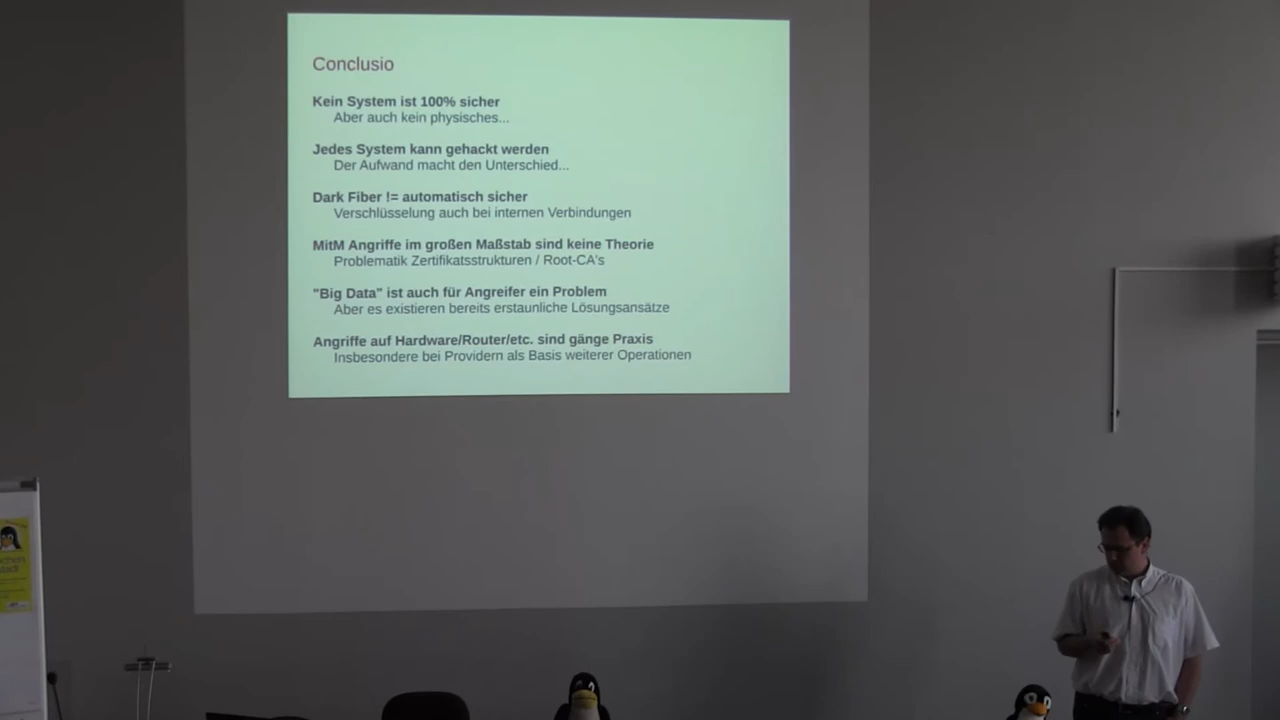 Conclusio
Kein System ist 100% sicher
Aber auch kein physisches...
Jedes System kann gehackt werden
Der Aufwand macht den Unterschied...
Dark Fiber != automatisch sicher
Verschlüsselung auch bei internen Verbindungen
MitM Angriffe im großen Maßstab sind keine Theorie
Problematik Zertifikatsstrukturen / Root-CA's
"Big Data" ist auch für Angreifer ein Problem
Aber es existieren bereits erstaunliche Lösungsansätze
Angriffe auf Hardware/Router/etc. sind gänge Praxis
Insbesondere bei Providern als Basis weiterer Operationen